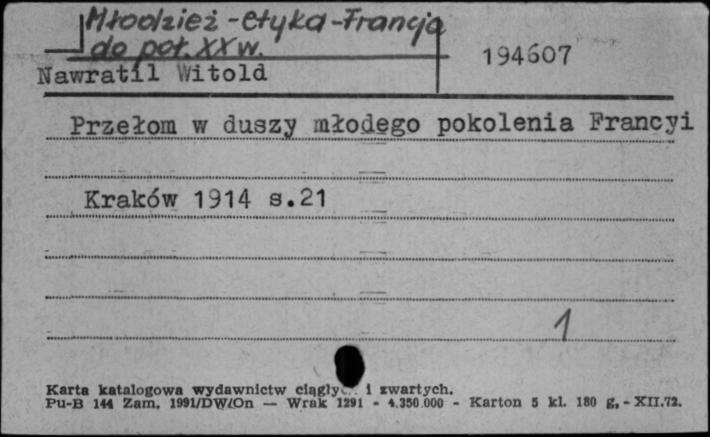 Młodzież - etyka - Francja
do poł. XX w.
194607
Nawratil Witold
Przełom w duszy młodego pokolenia Francyi
Kraków 1914 s.21
1
Karta katalogowa wydawnictw ciągłych i zwartych.
Pu-B 144 Zam. 1991/DW/On — Wrak 1291 - 4.350.000 - Karton 5 kl. 180 g. - XII.72.